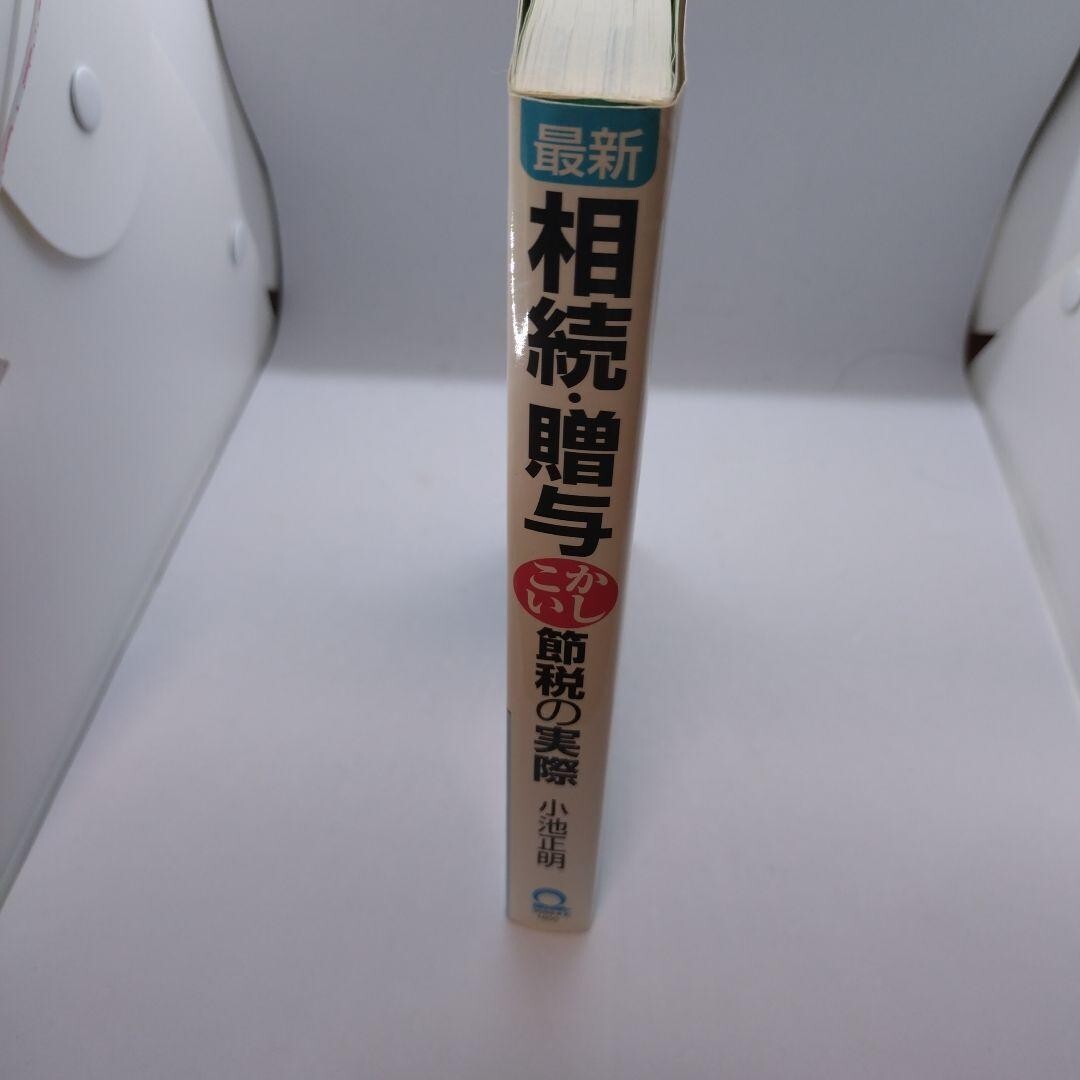 最新
相続・贈与
かしこい
節税の実際
小池正明